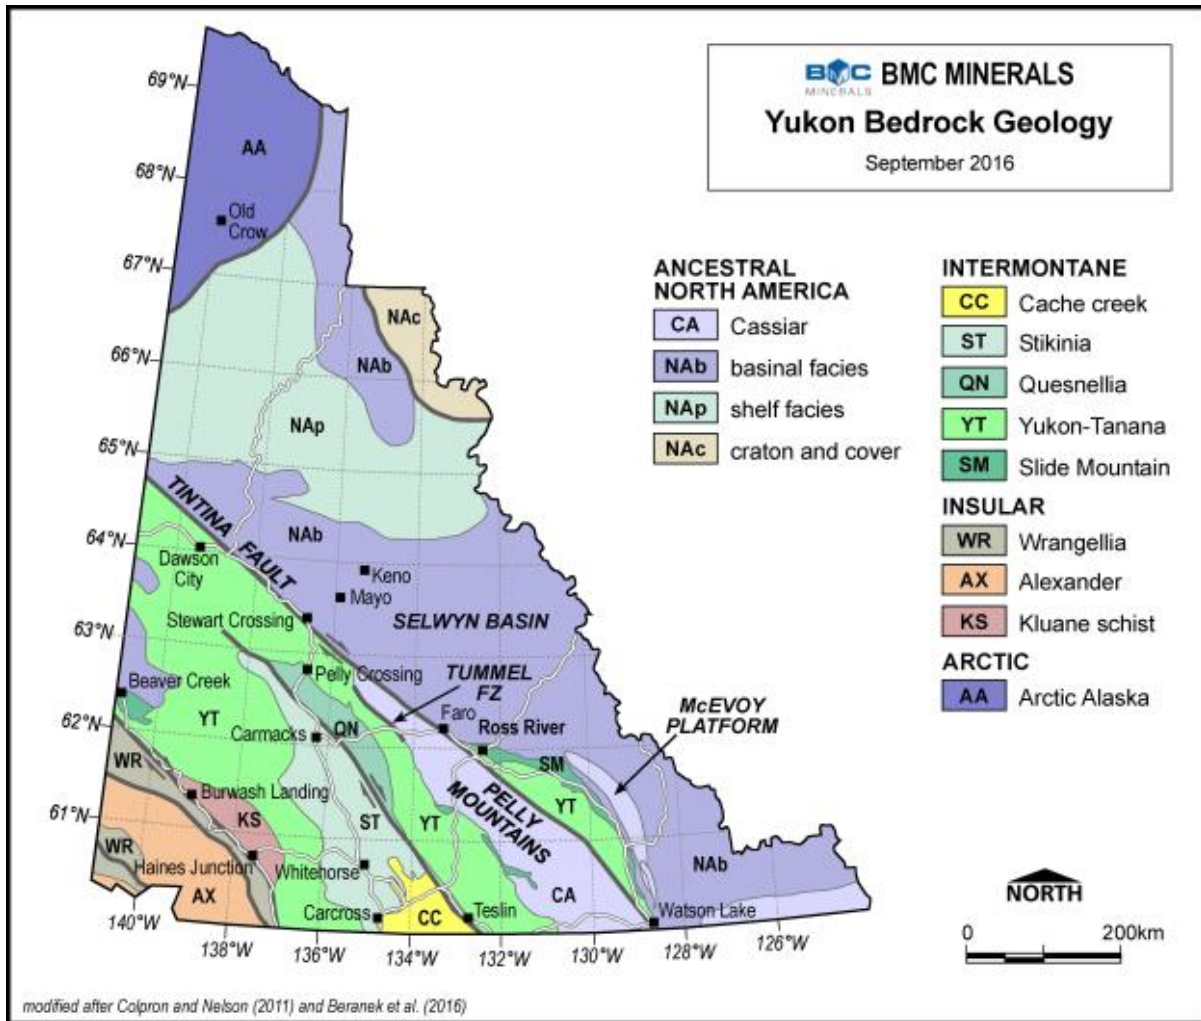 BMC MINERALS
MINERALS
Yukon Bedrock Geology
September 2016
69°N
68°N
67°N
66°N
65°N
64°N
63°N
62°N
61°N
140°W
138°W
136°W
134°W
132°W
130°W
128°W
126°W
AA
Old
Crow
NAc
NAb
NAp
TINTINA FAULT
NAb
Dawson
City
Keno
Mayo
Stewart Crossing
SELWYN BASIN
Pelly Crossing
TUMMEL
FZ
Beaver Creek
Faro
McEVOY
PLATFORM
YT
QN
Ross River
Carmacks
WR
SM
Burwash Landing
PELLY
MOUNTAINS
YT
KS
ST
YT
WR
Haines Junction
Whitehorse
NAb
AX
CA
Carcross
CC
Teslin
Watson Lake
ANCESTRAL
NORTH AMERICA
CA Cassiar
NAb basinal facies
NAp shelf facies
NAc craton and cover
INTERMONTANE
CC Cache creek
ST Stikinia
QN Quesnellia
YT Yukon-Tanana
SM Slide Mountain
INSULAR
WR Wrangellia
AX Alexander
KS Kluane schist
ARCTIC
AA Arctic Alaska
NORTH
0 200km
modified after Colpron and Nelson (2011) and Beranek et al. (2016)